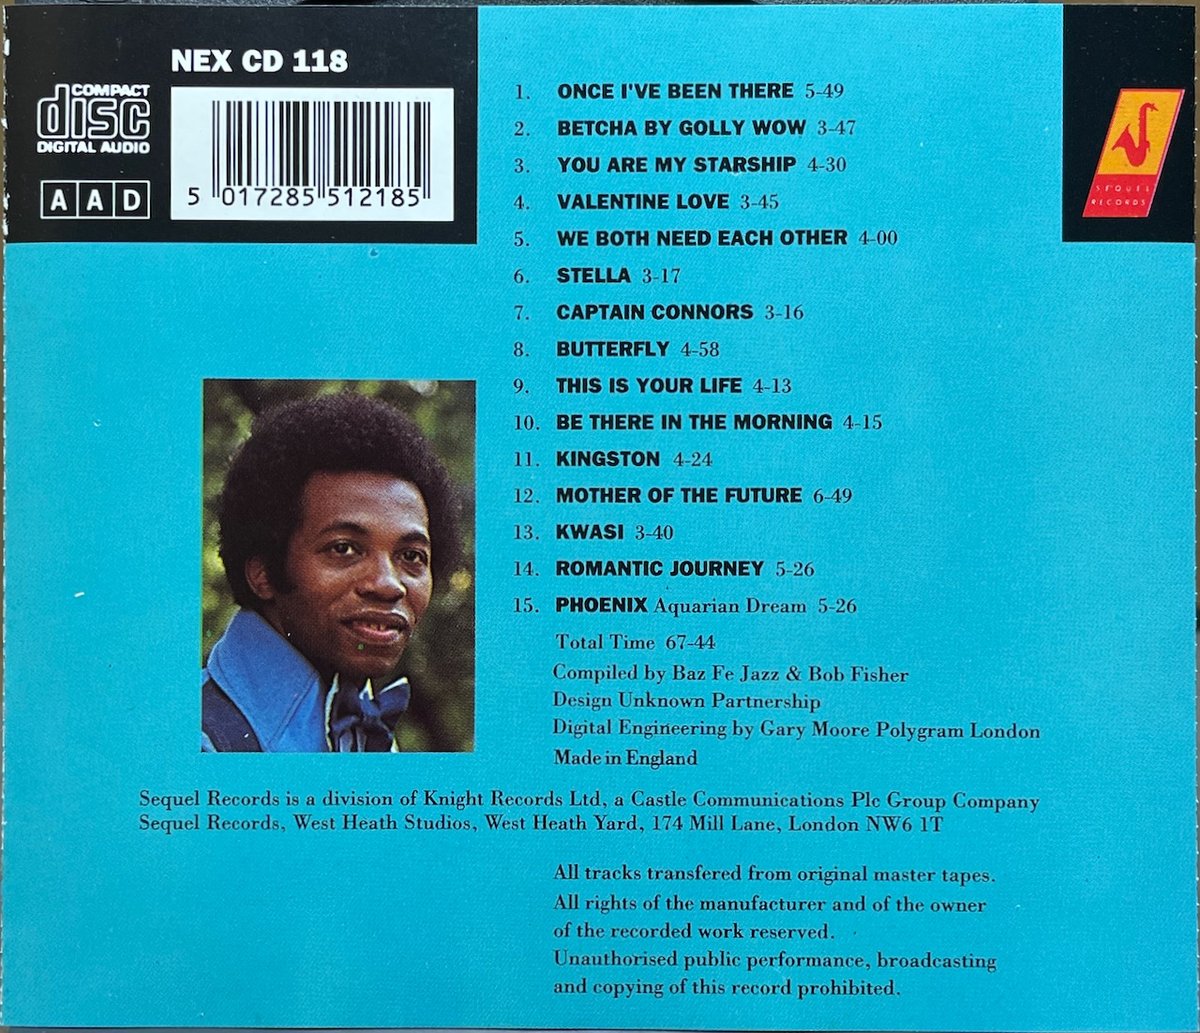 NEX CD 118
COMPACT
disc
DIGITAL AUDIO
AAD
5 017285 512185
SEQUEL
RECORDS
1. ONCE I'VE BEEN THERE 5-49
2. BETCHA BY GOLLY WOW 3-47
3. YOU ARE MY STARSHIP 4-30
4. VALENTINE LOVE 3-45
5. WE BOTH NEED EACH OTHER 4-00
6. STELLA 3-17
7. CAPTAIN CONNORS 3-16
8. BUTTERFLY 4-58
9. THIS IS YOUR LIFE 4-13
10. BE THERE IN THE MORNING 4-15
11. KINGSTON 4-24
12. MOTHER OF THE FUTURE 6-49
13. KWASI 3-40
14. ROMANTIC JOURNEY 5-26
15. PHOENIX Aquarian Dream 5-26
Total Time 67-44
Compiled by Baz Fe Jazz & Bob Fisher
Design Unknown Partnership
Digital Engineering by Gary Moore Polygram London
Made in England
Sequel Records is a division of Knight Records Ltd, a Castle Communications Plc Group Company
Sequel Records, West Heath Studios, West Heath Yard, 174 Mill Lane, London NW6 1T
All tracks transfered from original master tapes.
All rights of the manufacturer and of the owner
of the recorded work reserved.
Unauthorised public performance, broadcasting
and copying of this record prohibited.